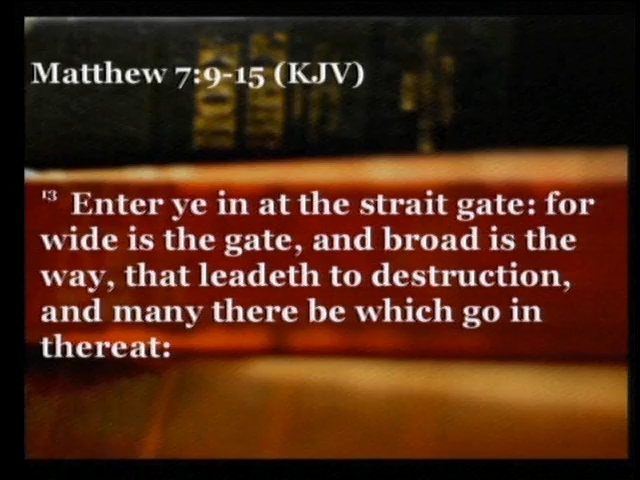 Matthew 7:9-15 (KJV)
13 Enter ye in at the strait gate: for
wide is the gate, and broad is the
way, that leadeth to destruction,
and many there be which go in
thereat: